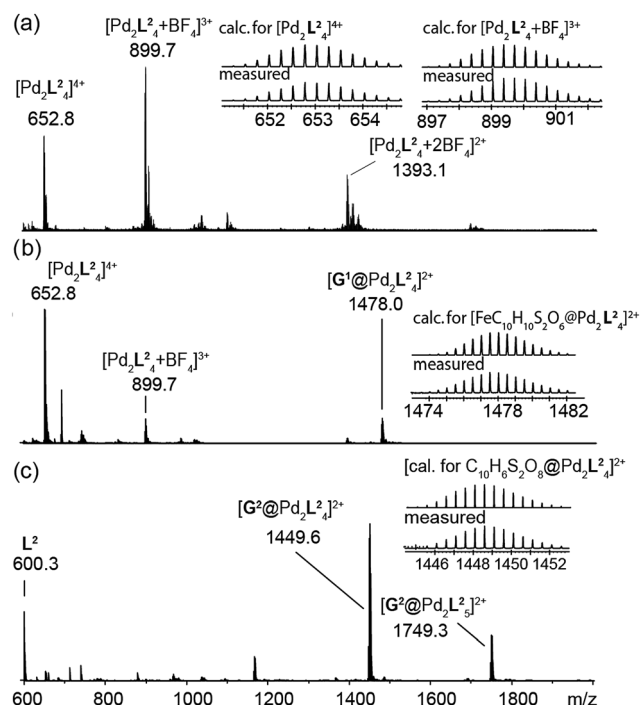 (a)
[Pd₂L²₄+BF₄]³⁺
899.7
[Pd₂L²₄]⁴⁺
652.8
calc.for [Pd₂L²₄]⁴⁺
measured
652 653 654
calc.for [Pd₂L²₄+BF₄]³⁺
measured
897 899 901
[Pd₂L²₄+2BF₄]²⁺
1393.1
(b)
[Pd₂L²₄]⁴⁺
652.8
[Pd₂L²₄+BF₄]³⁺
899.7
[G¹@Pd₂L²₄]²⁺
1478.0
calc.for [FeC₁₀H₁₀S₂O₆@Pd₂L²₄]²⁺
measured
1474 1478 1482
(c)
[cal. for C₁₀H₆S₂O₈@Pd₂L²₄]²⁺
measured
1446 1448 1450 1452
[G²@Pd₂L²₄]²⁺
1449.6
L²
600.3
[G²@Pd₂L²₅]²⁺
1749.3
600 800 1000 1200 1400 1600 1800 m/z